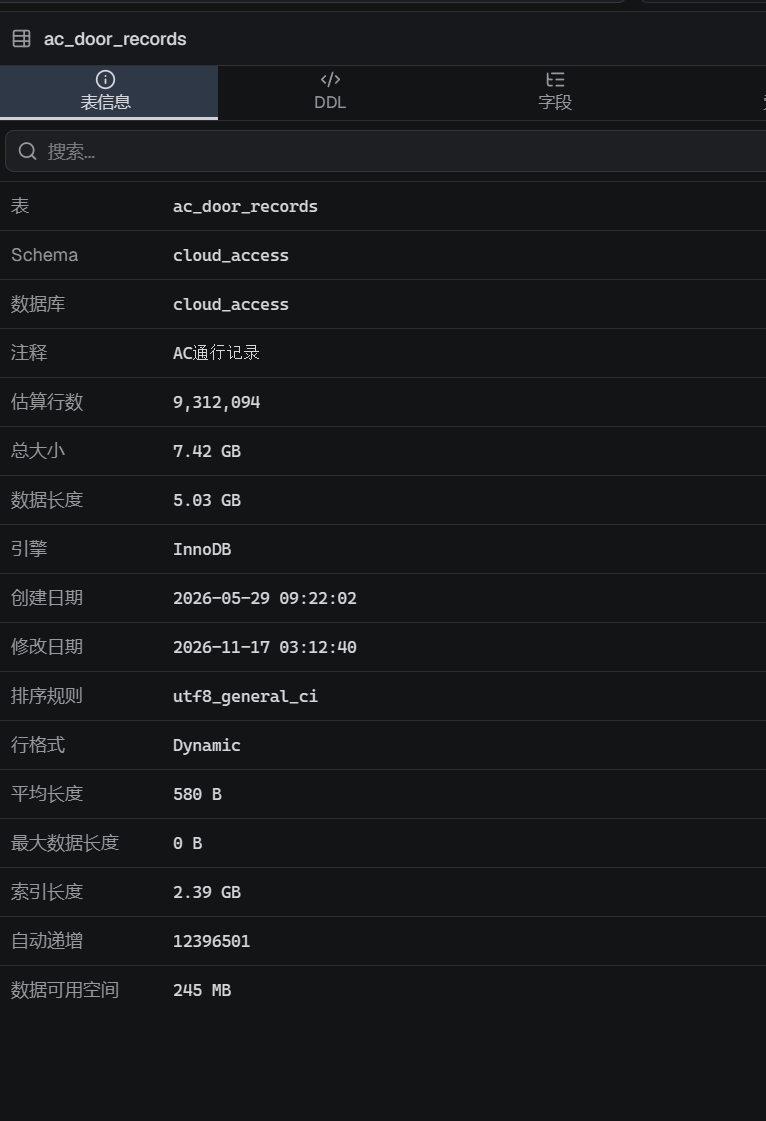 ac_door_records
表信息
DDL
字段
搜索...
表 ac_door_records
Schema cloud_access
数据库 cloud_access
注释 AC通行记录
估算行数 9,312,094
总大小 7.42 GB
数据长度 5.03 GB
引擎 InnoDB
创建日期 2026-05-29 09:22:02
修改日期 2026-11-17 03:12:40
排序规则 utf8_general_ci
行格式 Dynamic
平均长度 580 B
最大数据长度 0 B
索引长度 2.39 GB
自动递增 12396501
数据可用空间 245 MB